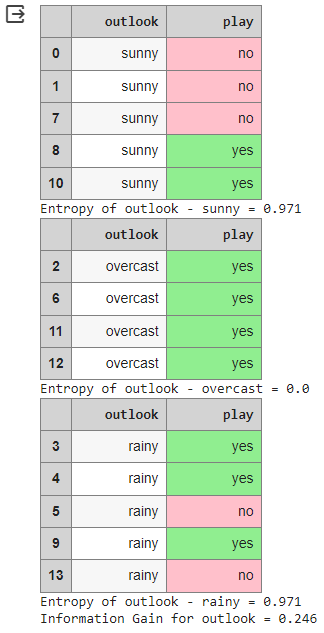 outlook play
0 sunny no
1 sunny no
7 sunny no
8 sunny yes
10 sunny yes
Entropy of outlook - sunny = 0.971
outlook play
2 overcast yes
6 overcast yes
11 overcast yes
12 overcast yes
Entropy of outlook - overcast = 0.0
outlook play
3 rainy yes
4 rainy yes
5 rainy no
9 rainy yes
13 rainy no
Entropy of outlook - rainy = 0.971
Information Gain for outlook = 0.246